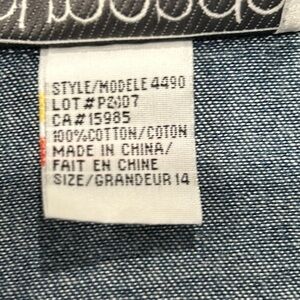 STYLE/MODELE 4490
LOT#P2107
CA#15985
100%COTTON/COTON
MADE IN CHINA/
FAIT EN CHINE
SIZE/GRANDEUR 14